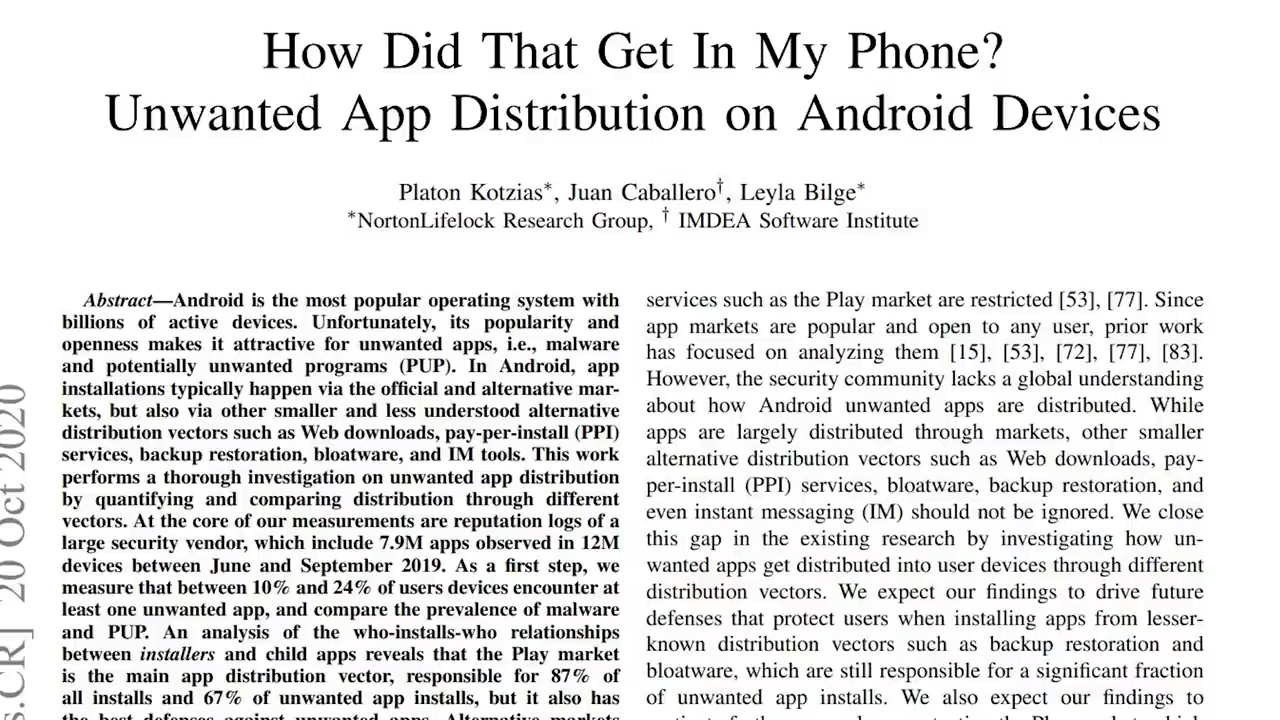 How Did That Get In My Phone?
Unwanted App Distribution on Android Devices
Platon Kotzias*, Juan Caballero†, Leyla Bilge*
*NortonLifelock Research Group, † IMDEA Software Institute
Abstract—Android is the most popular operating system with
billions of active devices. Unfortunately, its popularity and
openness makes it attractive for unwanted apps, i.e., malware
and potentially unwanted programs (PUP). In Android, app
installations typically happen via the official and alternative mar-
kets, but also via other smaller and less understood alternative
distribution vectors such as Web downloads, pay-per-install (PPI)
services, backup restoration, bloatware, and IM tools. This work
performs a thorough investigation on unwanted app distribution
by quantifying and comparing distribution through different
vectors. At the core of our measurements are reputation logs of a
large security vendor, which include 7.9M apps observed in 12M
devices between June and September 2019. As a first step, we
measure that between 10% and 24% of users devices encounter at
least one unwanted app, and compare the prevalence of malware
and PUP. An analysis of the who-installs-who relationships
between installers and child apps reveals that the Play market
is the main app distribution vector, responsible for 87% of
all installs and 67% of unwanted app installs, but it also has
the best defenses against unwanted apps. Alternative markets
services such as the Play market are restricted [53], [77]. Since
app markets are popular and open to any user, prior work
has focused on analyzing them [15], [53], [72], [77], [83].
However, the security community lacks a global understanding
about how Android unwanted apps are distributed. While
apps are largely distributed through markets, other smaller
alternative distribution vectors such as Web downloads, pay-
per-install (PPI) services, bloatware, backup restoration, and
even instant messaging (IM) should not be ignored. We close
this gap in the existing research by investigating how un-
wanted apps get distributed into user devices through different
distribution vectors. We expect our findings to drive future
defenses that protect users when installing apps from lesser-
known distribution vectors such as backup restoration and
bloatware, which are still responsible for a significant fraction
of unwanted app installs. We also expect our findings to
s.CR] 20 Oct 2020